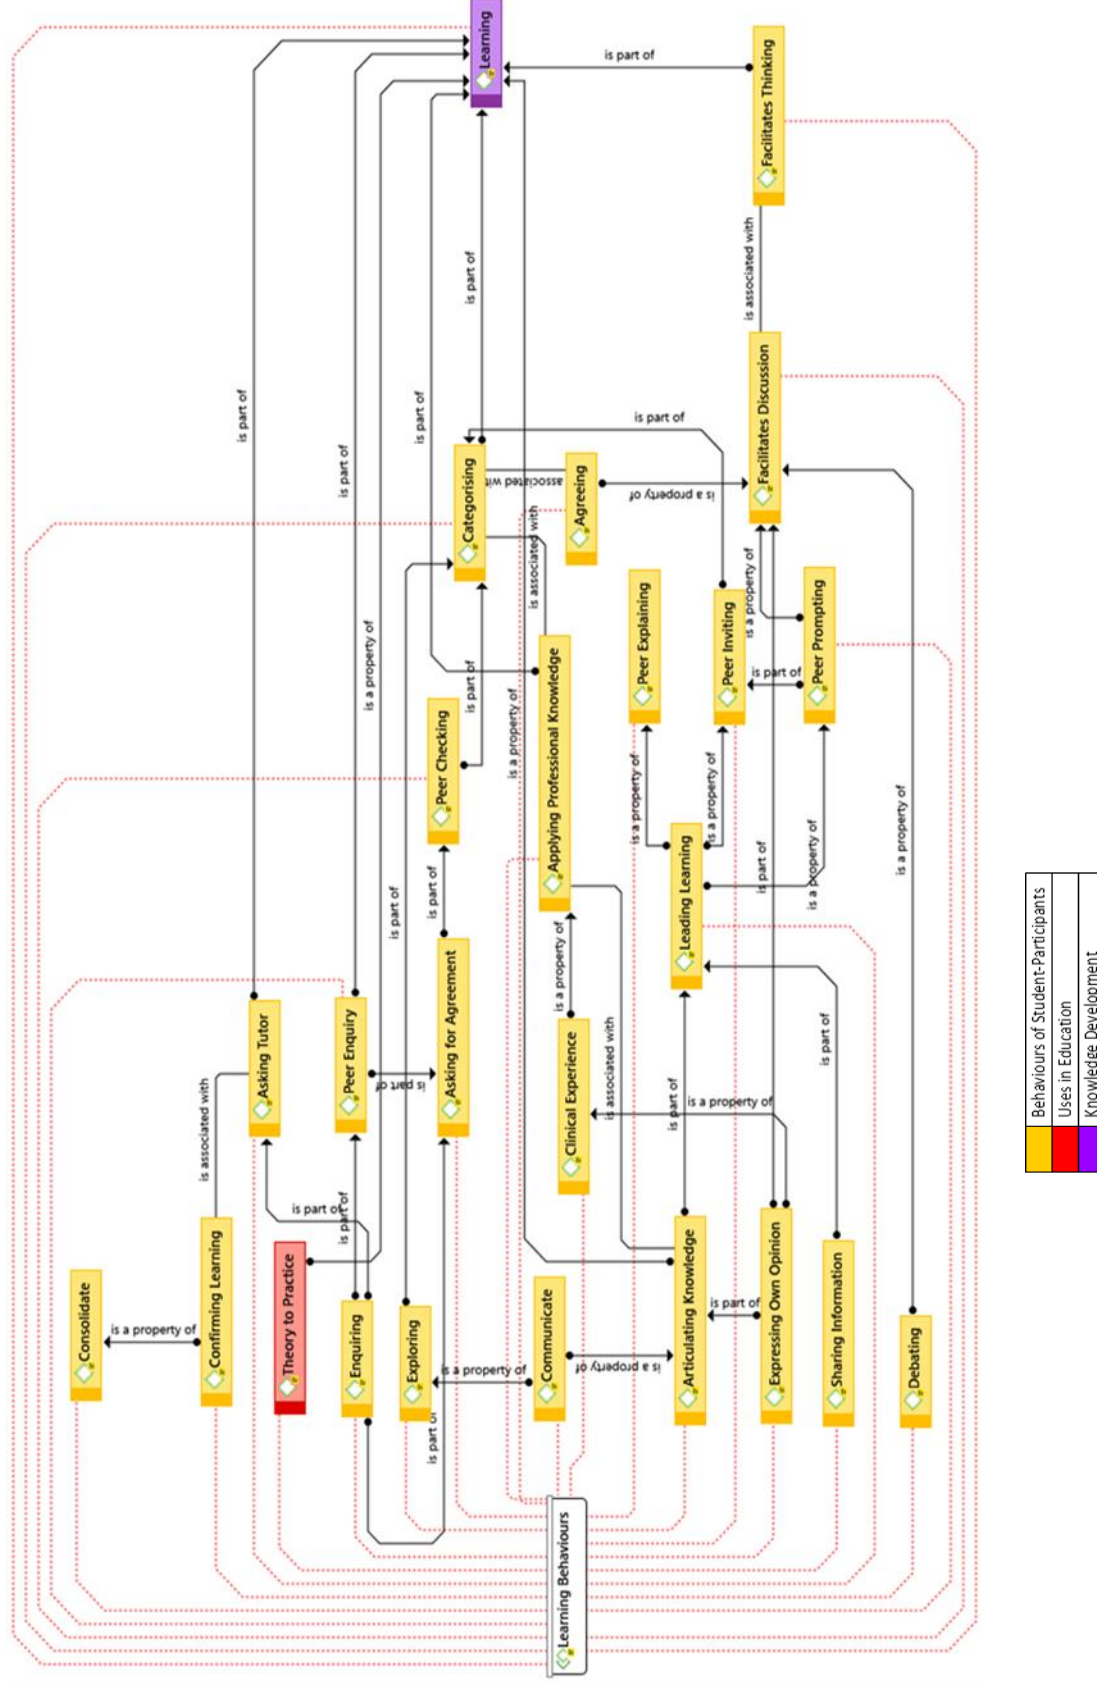 Learning
is part of
Facilitates Thinking
is part of
is part of
is associated with
is part of
is part of
is part of
is part of
Facilitates Discussion
Categorising
associated wit
Agreeing
is a property of
is associated with
is a property of
is a property of
Peer Explaining
Peer Inviting
Peer Prompting
is part of
is part of
is a property of
Applying Professional Knowledge
Peer Checking
is a property of
is a property of
is part of
is a property of
is a property of
Leading Learning
is part of
is part of
is a property of
Asking Tutor
Peer Enquiry
Asking for Agreement
is part of
Clinical Experience
is associated with
is part of
is a property of
is part of
is associated with
is part of
is part of
Consolidate
is a property of
Confirming Learning
Theory to Practice
Enquiring
Exploring
is a property of
is part of
Communicate
is a property of
Articulating Knowledge
is part of
Expressing Own Opinion
Sharing Information
Debating
Learning Behaviours
Behaviours of Student-Participants
Uses in Education
Knowledge Development